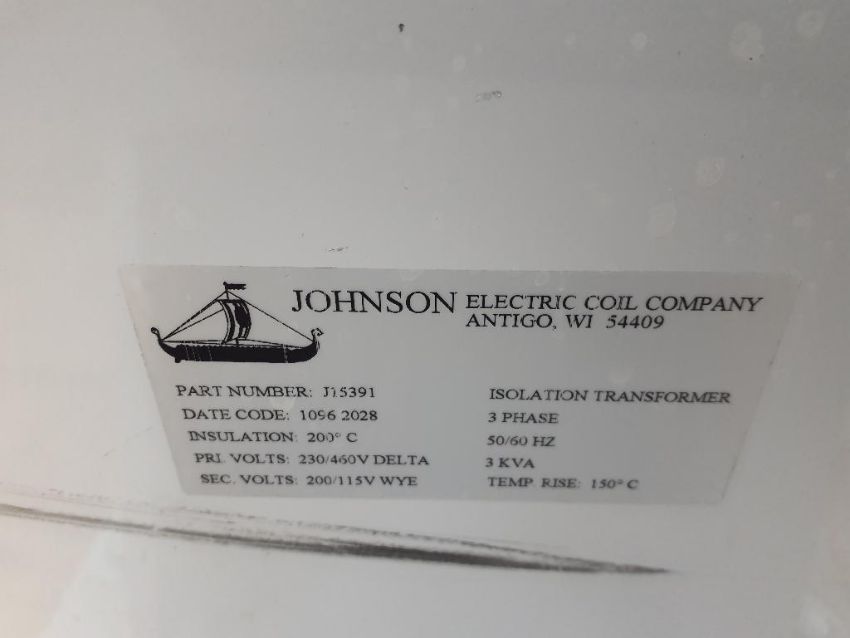 JOHNSON ELECTRIC COIL COMPANY
ANTIGO, WI 54409
PART NUMBER: J15391
DATE CODE: 1096 2028
INSULATION: 200° C
PRI. VOLTS: 230/460V DELTA
SEC. VOLTS: 200/115V WYE
ISOLATION TRANSFORMER
3 PHASE
50/60 HZ
3 KVA
TEMP RISE: 150° C